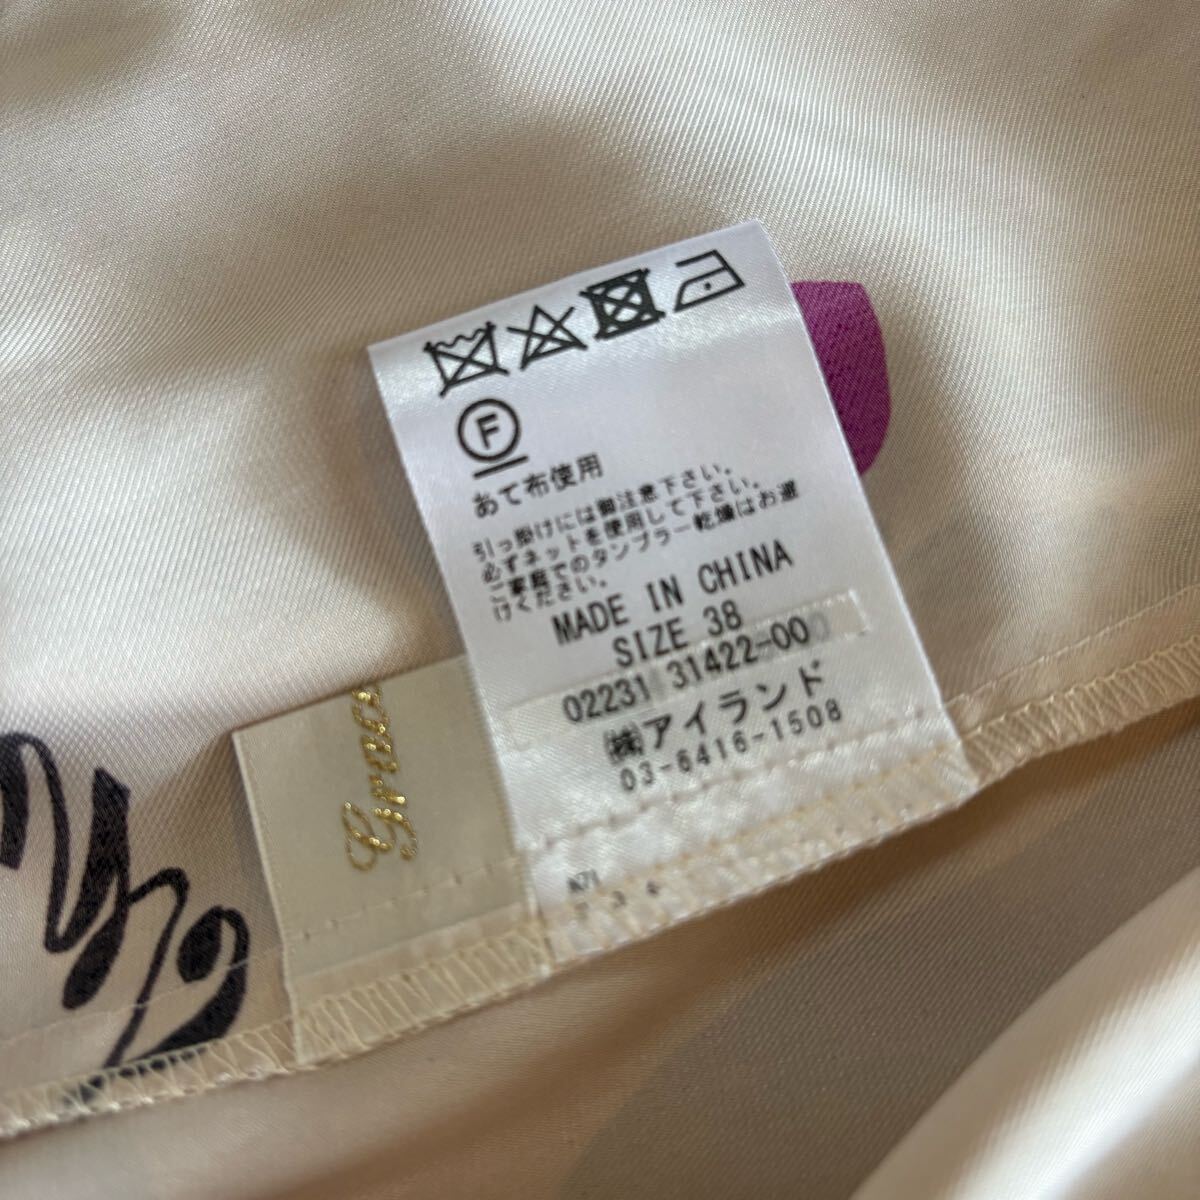 F
あて布使用
引っ掛けには御注意下さい。
必ずネットを使用して下さい。
ご家庭でのタンブラー乾燥はお避
けください。
MADE IN CHINA
SIZE 38
02231 31422-00
㈱アイランド
03-6416-1508